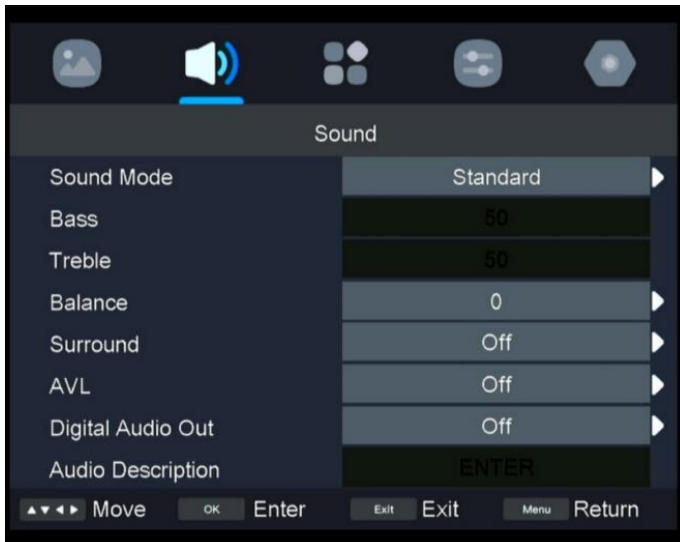 Sound
Sound Mode Standard
Bass 50
Treble 50
Balance 0
Surround Off
AVL Off
Digital Audio Out Off
Audio Description ENTER
Move OK Enter Exit Exit Menu Return